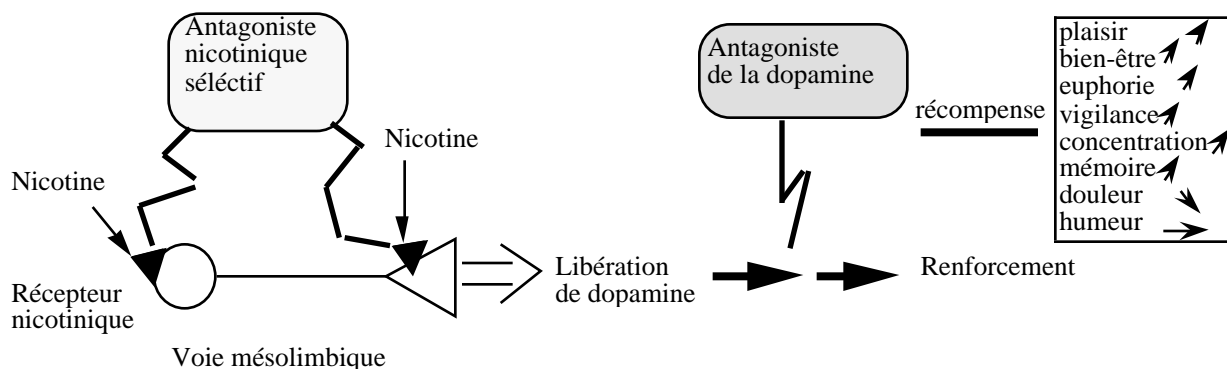 Antagoniste
nicotinique
séléctif
Nicotine
Nicotine
Récepteur
nicotinique
Voie mésolimbique
Libération
de dopamine
Antagoniste
de la dopamine
Renforcement
récompense
plaisir
bien-être
euphorie
vigilance
concentration
mémoire
douleur
humeur